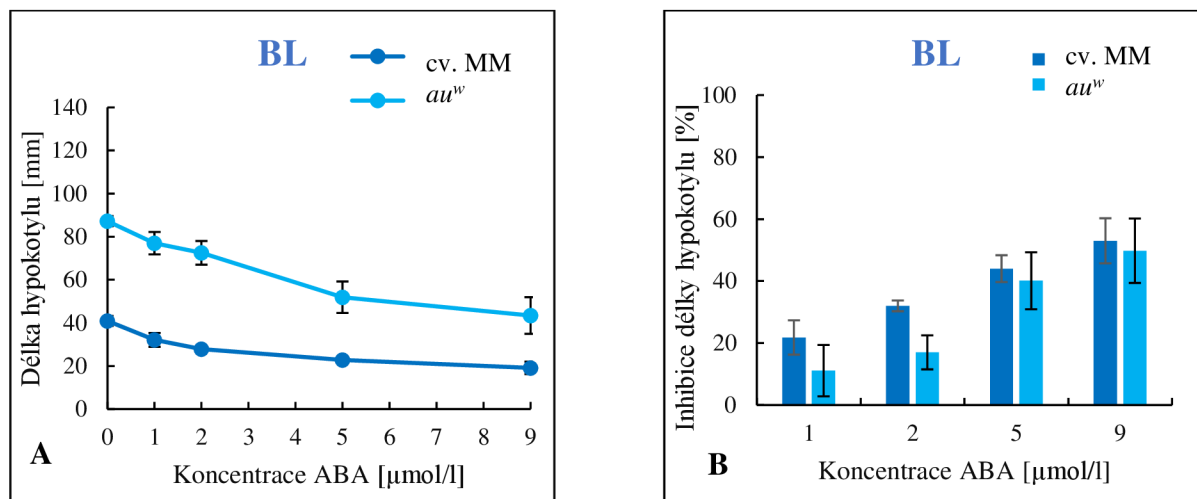 BL
cv. MM
auʷ
Délka hypokotylu [mm]
140
120
100
80
60
40
20
0
0 1 2 3 4 5 6 7 8 9
Koncentrace ABA [µmol/l]
A
BL
cv. MM
auʷ
Inhibice délky hypokotylu [%]
100
80
60
40
20
0
1 2 5 9
Koncentrace ABA [µmol/l]
B